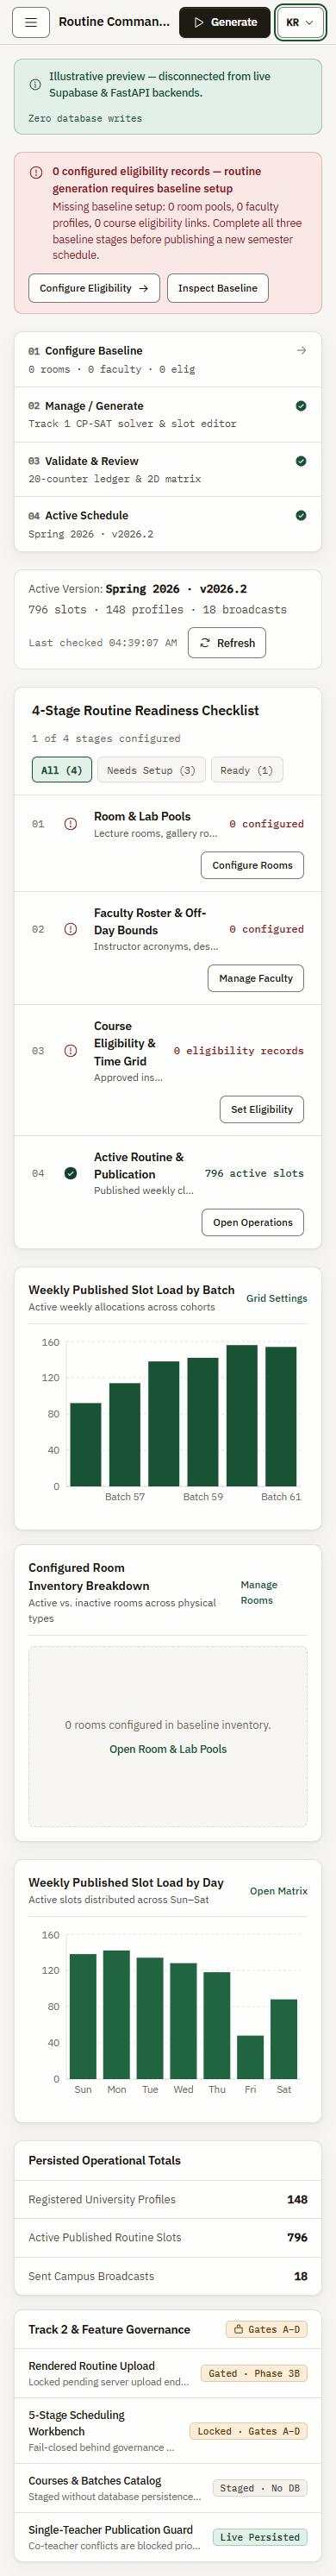 Routine Comman...
Generate
KR
Illustrative preview — disconnected from live
Supabase & FastAPI backends.
Zero database writes
0 configured eligibility records — routine
generation requires baseline setup
Missing baseline setup: 0 room pools, 0 faculty
profiles, 0 course eligibility links. Complete all three
baseline stages before publishing a new semester
schedule.
Configure Eligibility →
Inspect Baseline
01 Configure Baseline
0 rooms · 0 faculty · 0 elig
02 Manage / Generate
Track 1 CP-SAT solver & slot editor
03 Validate & Review
20-counter ledger & 2D matrix
04 Active Schedule
Spring 2026 · v2026.2
Active Version: Spring 2026 · v2026.2
796 slots · 148 profiles · 18 broadcasts
Last checked 04:39:07 AM
Refresh
4-Stage Routine Readiness Checklist
1 of 4 stages configured
All (4)
Needs Setup (3)
Ready (1)
01
Room & Lab Pools
Lecture rooms, gallery ro...
0 configured
Configure Rooms
02
Faculty Roster & Off-
Day Bounds
Instructor acronyms, des...
0 configured
Manage Faculty
03
Course
Eligibility &
Time Grid
Approved ins...
0 eligibility records
Set Eligibility
04
Active Routine &
Publication
Published weekly cl...
796 active slots
Open Operations
Weekly Published Slot Load by Batch
Active weekly allocations across cohorts
Grid Settings
160
120
80
40
0
Batch 57
Batch 59
Batch 61
Configured Room
Inventory Breakdown
Active vs. inactive rooms across physical
types
Manage
Rooms
0 rooms configured in baseline inventory.
Open Room & Lab Pools
Weekly Published Slot Load by Day
Active slots distributed across Sun–Sat
Open Matrix
160
120
80
40
0
Sun
Mon
Tue
Wed
Thu
Fri
Sat
Persisted Operational Totals
Registered University Profiles
148
Active Published Routine Slots
796
Sent Campus Broadcasts
18
Track 2 & Feature Governance
Gates A–D
Rendered Routine Upload
Locked pending server upload end...
Gated · Phase 3B
5-Stage Scheduling
Workbench
Fail-closed behind governance ...
Locked · Gates A–D
Courses & Batches Catalog
Staged without database persistence...
Staged · No DB
Single-Teacher Publication Guard
Co-teacher conflicts are blocked prio...
Live Persisted